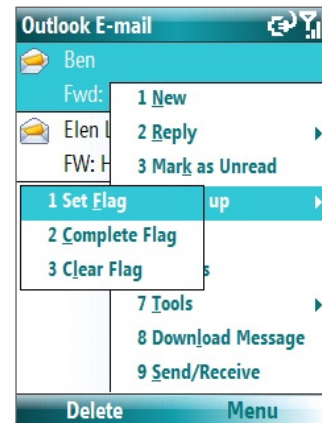 Outlook E-mail
Ben
Fwd:
1 New
Elen
2 Reply
FW:
3 Mark as Unread
1 Set Flag
up
2 Complete Flag
3 Clear Flag
7 Tools
8 Download Message
9 Send/Receive
Delete
Menu